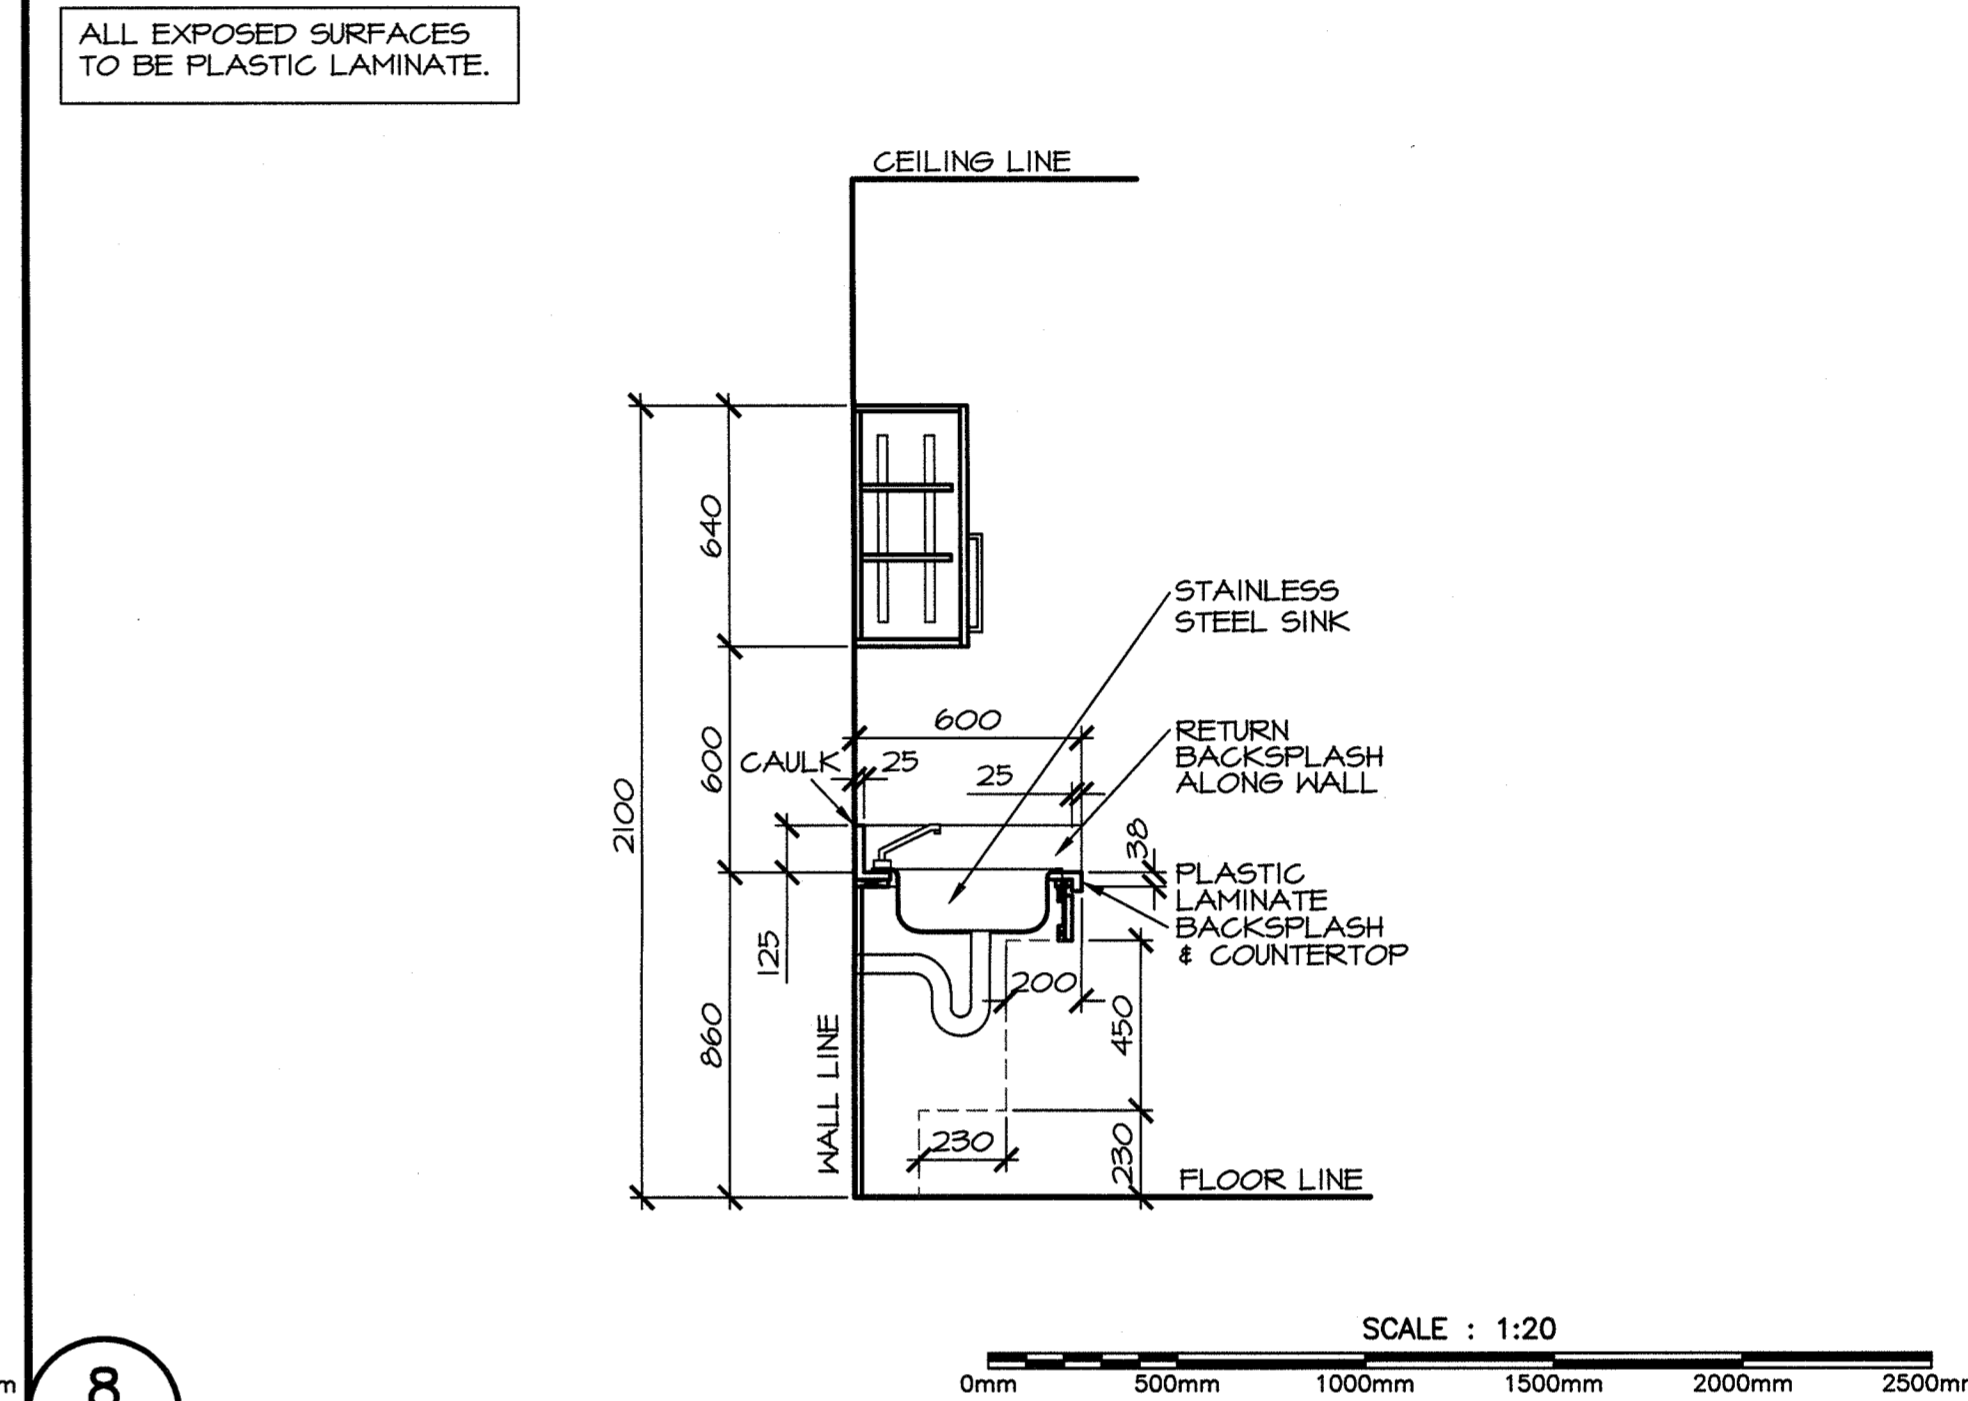 ALL EXPOSED SURFACES
TO BE PLASTIC LAMINATE.
CEILING LINE
640
STAINLESS
STEEL SINK
600
600
RETURN
BACKSPLASH
ALONG WALL
CAULK
25
25
2100
38
PLASTIC
LAMINATE
BACKSPLASH
& COUNTERTOP
125
200
450
860
WALL LINE
230
230
FLOOR LINE
SCALE : 1:20
0mm
500mm
1000mm
1500mm
2000mm
2500mm
m
8